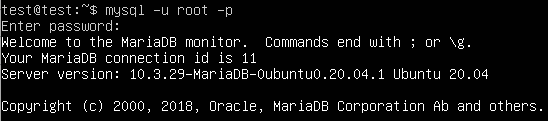 test@test:~$ mysql -u root -p
Enter password:
Welcome to the MariaDB monitor.  Commands end with ; or \g.
Your MariaDB connection id is 11
Server version: 10.3.29-MariaDB-0ubuntu0.20.04.1 Ubuntu 20.04

Copyright (c) 2000, 2018, Oracle, MariaDB Corporation Ab and others.